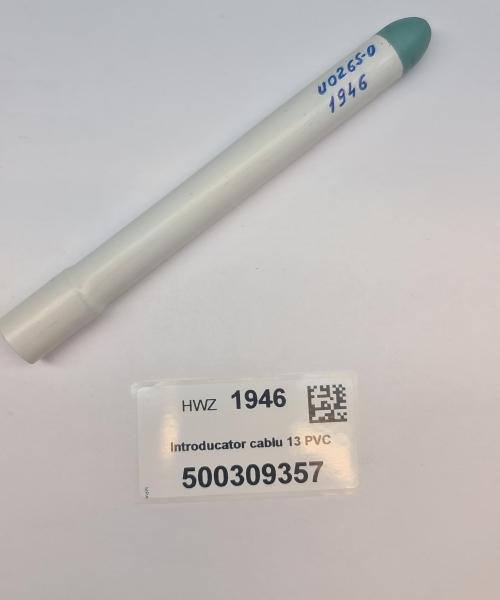 U0265-0
1946
HWZ 1946
Introducator cablu 13 PVC
500309357